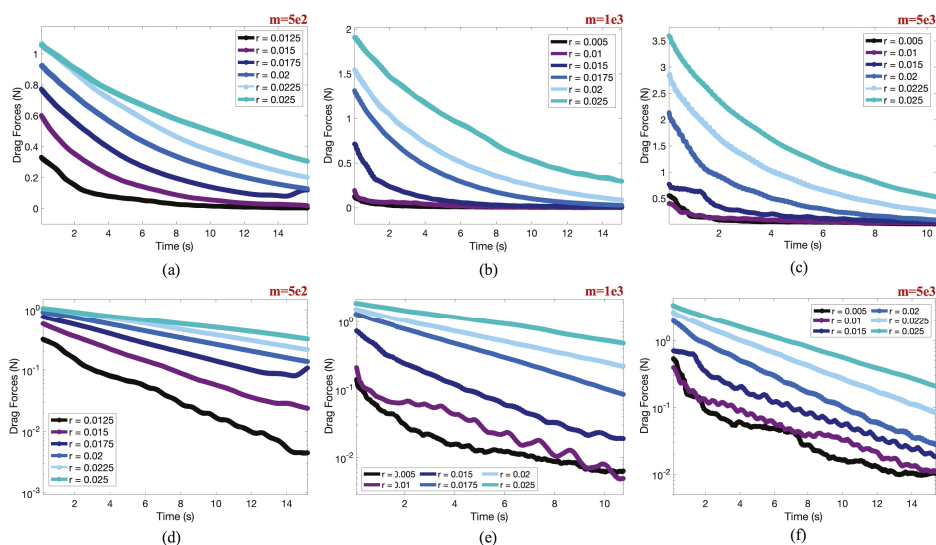 m=5e2
1
0.8
0.6
0.4
0.2
0
Drag Forces (N)
2 4 6 8 10 12 14
Time (s)
r = 0.0125
r = 0.015
r = 0.0175
r = 0.02
r = 0.0225
r = 0.025
(a)
m=1e3
2
1.5
1
0.5
0
Drag Forces (N)
2 4 6 8 10 12 14
Time (s)
r = 0.005
r = 0.01
r = 0.015
r = 0.0175
r = 0.02
r = 0.025
(b)
m=5e3
3.5
3
2.5
2
1.5
1
0.5
Drag Forces (N)
2 4 6 8 10
Time (s)
r = 0.005
r = 0.01
r = 0.015
r = 0.02
r = 0.0225
r = 0.025
(c)
m=5e2
10⁰
10⁻¹
10⁻²
10⁻³
Drag Forces (N)
2 4 6 8 10 12 14
Time (s)
r = 0.0125
r = 0.015
r = 0.0175
r = 0.02
r = 0.0225
r = 0.025
(d)
m=1e3
10⁰
10⁻¹
10⁻²
Drag Forces (N)
2 4 6 8 10
Time (s)
r = 0.005 r = 0.015 r = 0.02
r = 0.01 r = 0.0175 r = 0.025
(e)
m=5e3
10⁰
10⁻¹
10⁻²
Drag Forces (N)
2 4 6 8 10 12 14
Time (s)
r = 0.005 r = 0.02
r = 0.01 r = 0.0225
r = 0.015 r = 0.025
(f)